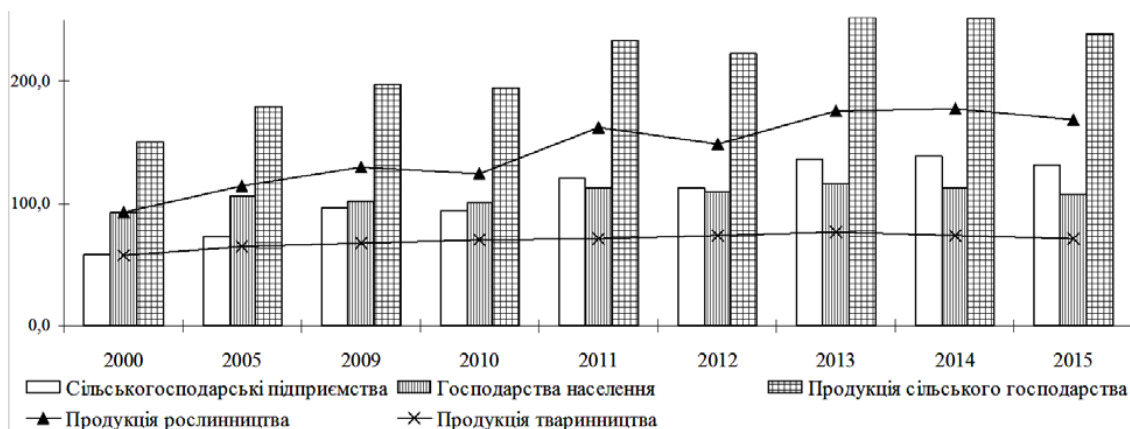 200,0
100,0
0,0
2000 2005 2009 2010 2011 2012 2013 2014 2015
Сільськогосподарські підприємства Господарства населення Продукція сільського господарства
Продукція рослинництва Продукція тваринництва